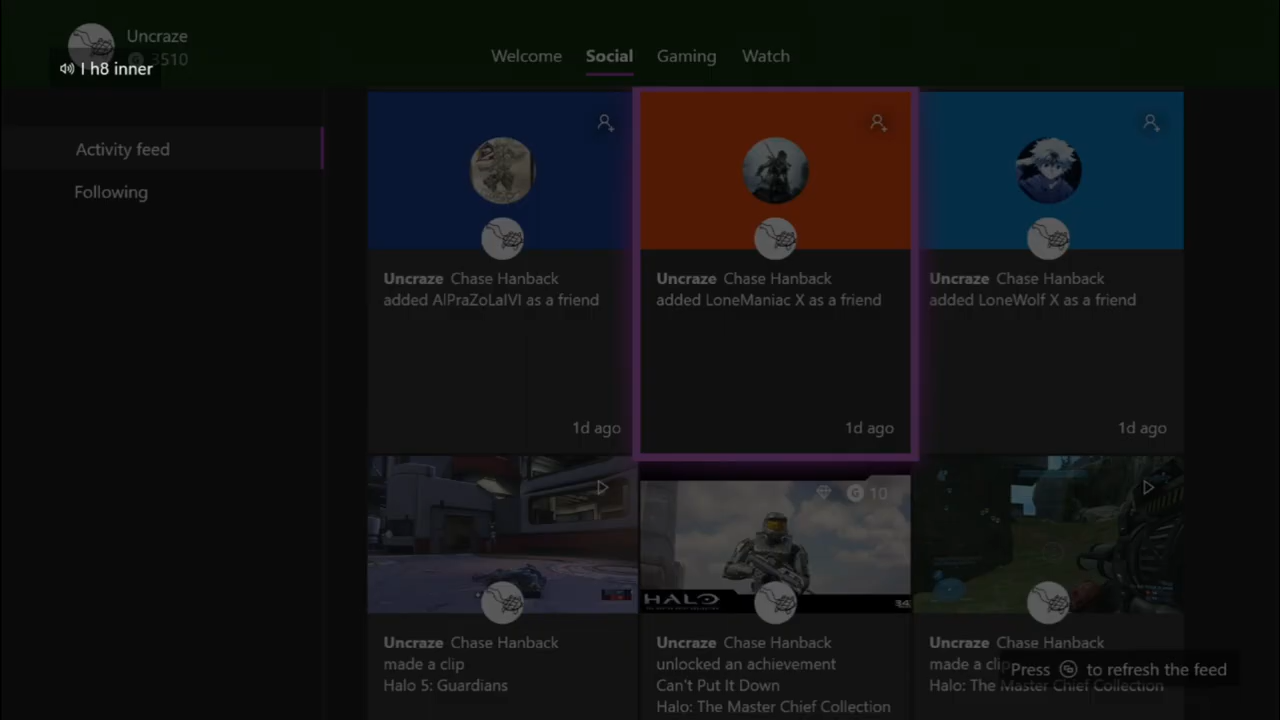 Uncraze
3510
I h8 inner
Welcome Social Gaming Watch
Activity feed
Following
Uncraze Chase Hanback
added AlPraZoLalVl as a friend
1d ago
Uncraze Chase Hanback
added LoneManiac X as a friend
1d ago
Uncraze Chase Hanback
added LoneWolf X as a friend
1d ago
Uncraze Chase Hanback
made a clip
Halo 5: Guardians
G 10
HALO
Uncraze Chase Hanback
unlocked an achievement
Can't Put It Down
Halo: The Master Chief Collection
Uncraze Chase Hanback
made a clip
Halo: The Master Chief Collection
Press to refresh the feed